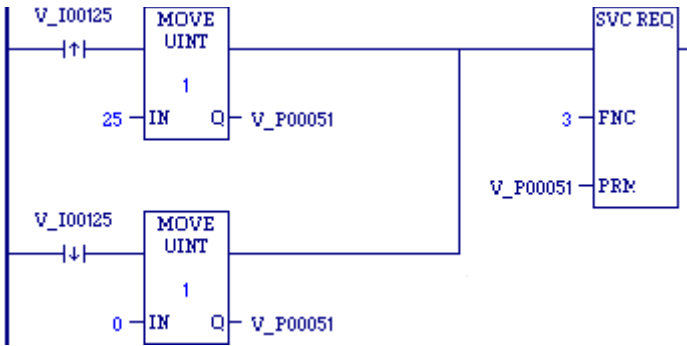 V_I00125
MOVE
UINT
1
25 IN Q V_P00051
SVC REQ
3 FNC
V_P00051 PRM
V_I00125
MOVE
UINT
1
0 IN Q V_P00051